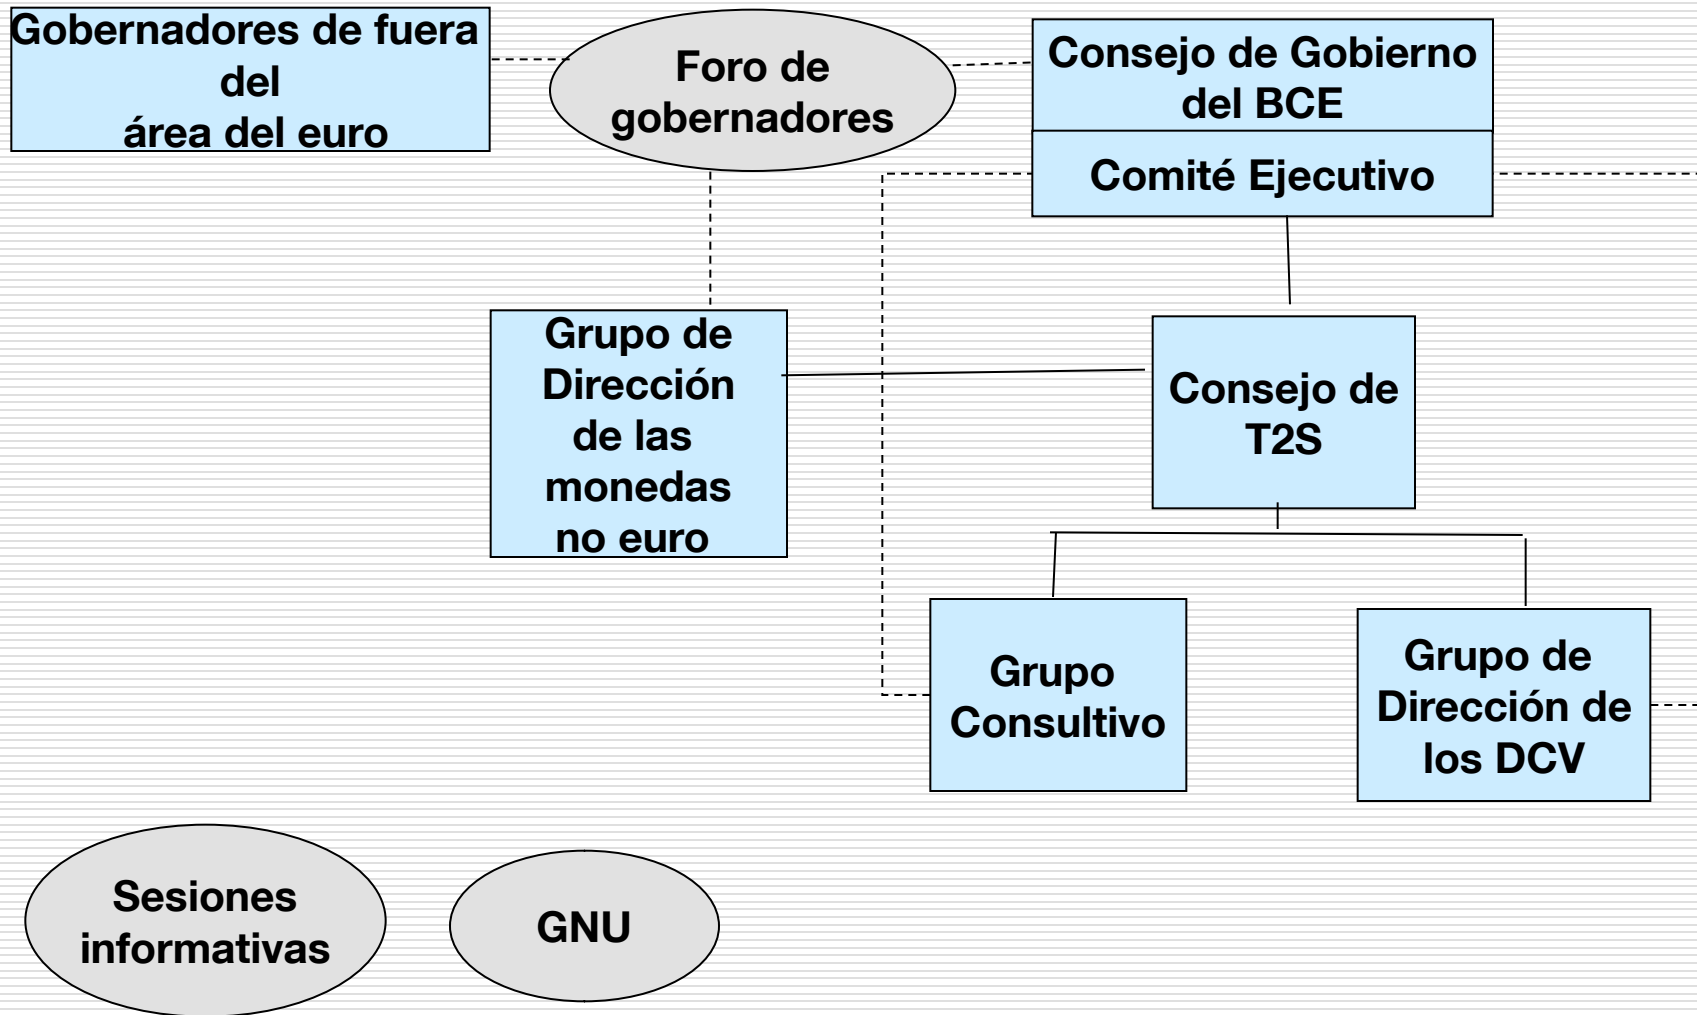 Gobernadores de fuera
del
área del euro
Foro de
gobernadores
Consejo de Gobierno
del BCE
Comité Ejecutivo
Grupo de
Dirección
de las
monedas
no euro
Consejo de
T2S
Grupo
Consultivo
Grupo de
Dirección de
los DCV
Sesiones
informativas
GNU